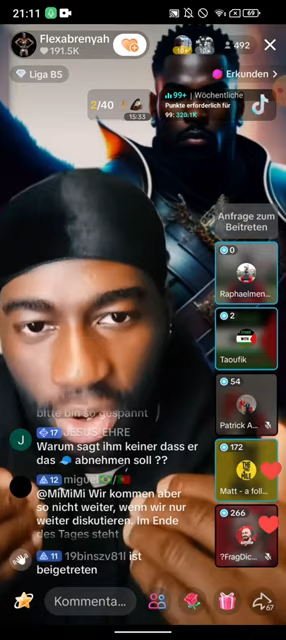 21:11
69
Flexabrenyah
191.5K
10+
492
Liga B5
Erkunden
2/40
15:33
99+ | Wöchentliche
Punkte erforderlich für
99: 320.1K
Anfrage zum
Beitreten
0
Raphaelmen...
2
Taoufik
54
Patrick A...
172
Matt - a foll...
266
?FragDic...
bitte bin so gespannt
J
17 JESUS EHRE
Warum sagt ihm keiner dass er
das 🧢 abnehmen soll ??
12 miguel🇧🇷/🇵🇹
@MiMiMi Wir kommen aber
so nicht weiter, wenn wir nur
weiter diskutieren. Im Ende
des Tages steht
11 19binszv81l ist
beigetreten
Kommenta...
67